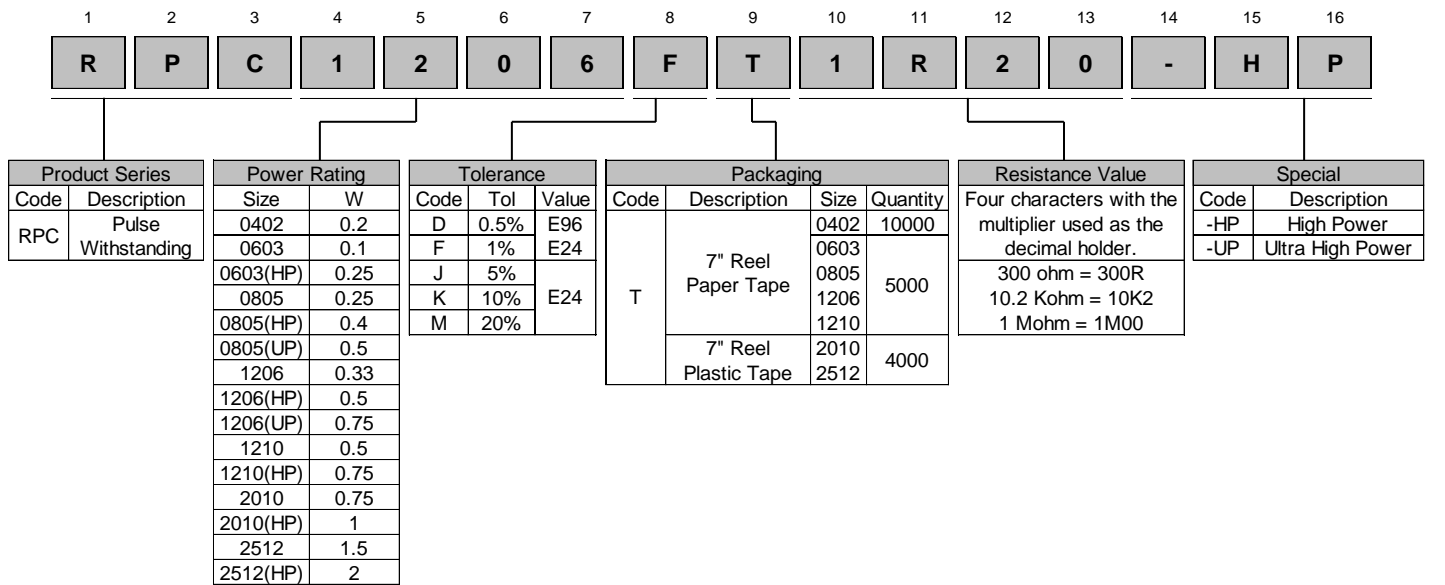 1 2 3 4 5 6 7 8 9 10 11 12 13 14 15 16
R P C 1 2 0 6 F T 1 R 2 0 - H P
Product Series
Code Description
RPC Pulse
Withstanding
Power Rating
Size W
0402 0.2
0603 0.1
0603(HP) 0.25
0805 0.25
0805(HP) 0.4
0805(UP) 0.5
1206 0.33
1206(HP) 0.5
1206(UP) 0.75
1210 0.5
1210(HP) 0.75
2010 0.75
2010(HP) 1
2512 1.5
2512(HP) 2
Tolerance
Code Tol Value
D 0.5% E96
F 1% E24
J 5%
K 10% E24
M 20%
Packaging
Code Description Size Quantity
T
7" Reel
Paper Tape
0402 10000
0603
0805
1206
1210
5000
7" Reel
Plastic Tape
2010
2512
4000
Resistance Value
Four characters with the
multiplier used as the
decimal holder.
300 ohm = 300R
10.2 Kohm = 10K2
1 Mohm = 1M00
Special
Code Description
-HP High Power
-UP Ultra High Power